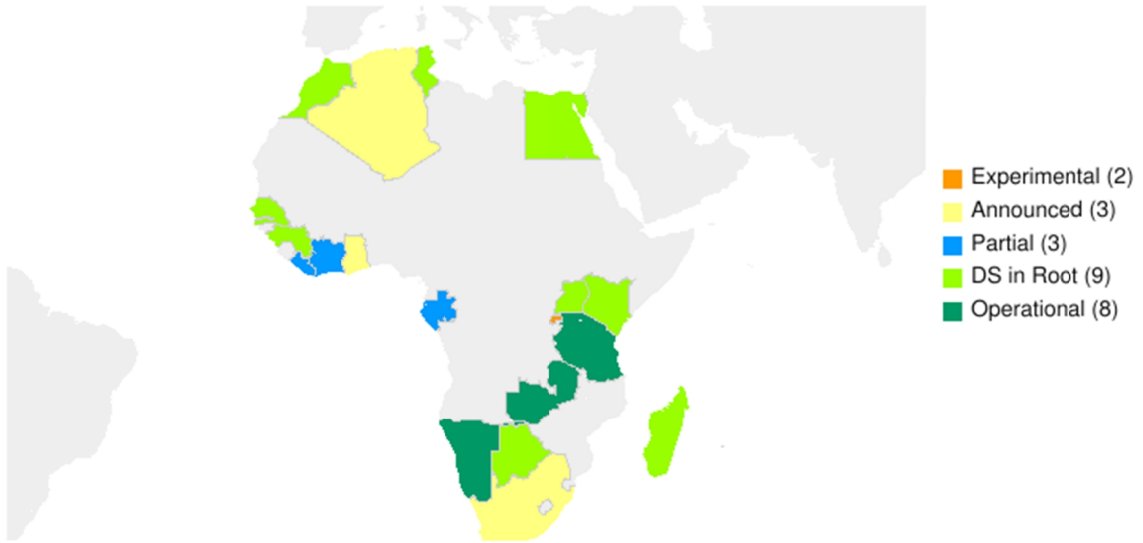 Experimental (2)
Announced (3)
Partial (3)
DS in Root (9)
Operational (8)